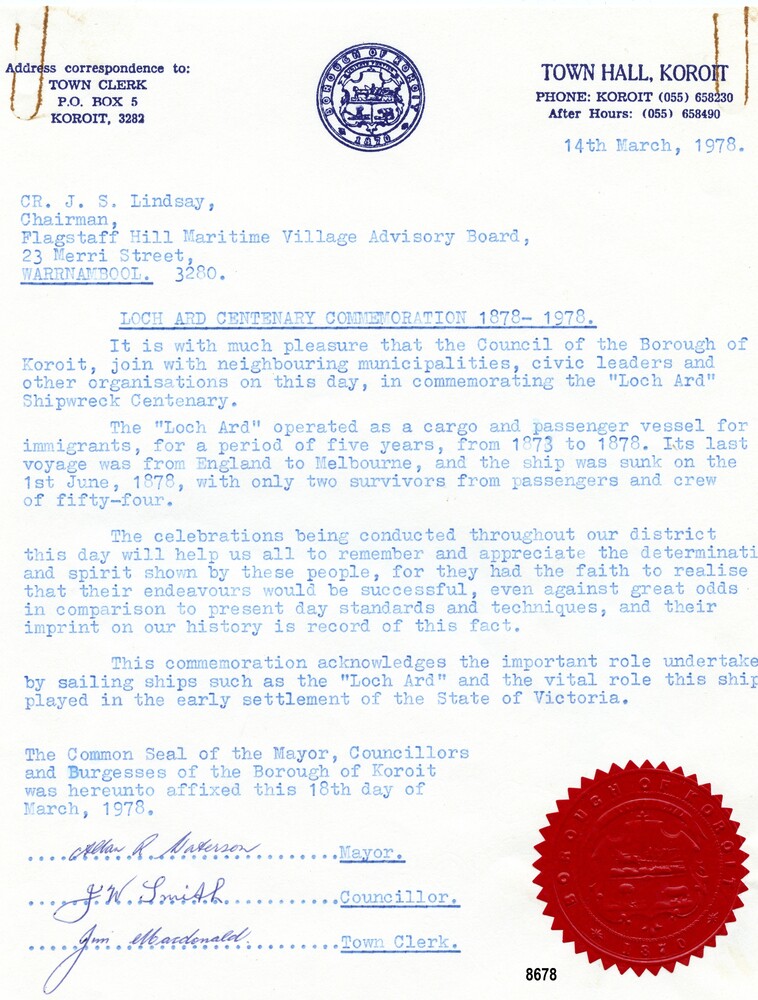 Address correspondence to:
TOWN CLERK
P.O. BOX 5
KOROIT, 3282
BOROUGH OF KOROIT
1870
TOWN HALL, KOROIT
PHONE: KOROIT (055) 658230
After Hours: (055) 658490
14th March, 1978.
CR. J. S. Lindsay,
Chairman,
Flagstaff Hill Maritime Village Advisory Board,
23 Merri Street,
WARRNAMBOOL. 3280.
LOCH ARD CENTENARY COMMEMORATION 1878- 1978.
It is with much pleasure that the Council of the Borough of
Koroit, join with neighbouring municipalities, civic leaders and
other organisations on this day, in commemorating the "Loch Ard"
Shipwreck Centenary.
The "Loch Ard" operated as a cargo and passenger vessel for
immigrants, for a period of five years, from 1873 to 1878. Its last
voyage was from England to Melbourne, and the ship was sunk on the
1st June, 1878, with only two survivors from passengers and crew
of fifty-four.
The celebrations being conducted throughout our district
this day will help us all to remember and appreciate the determinati
and spirit shown by these people, for they had the faith to realise
that their endeavours would be successful, even against great odds
in comparison to present day standards and techniques, and their
imprint on our history is record of this fact.
This commemoration acknowledges the important role undertake
by sailing ships such as the "Loch Ard" and the vital role this ship
played in the early settlement of the State of Victoria.
The Common Seal of the Mayor, Councillors
and Burgesses of the Borough of Koroit
was hereunto affixed this 18th day of
March, 1978.
Allan R ....Mayor.
J W Smith ....Councillor.
Jim Macdonald ....Town Clerk.
BOROUGH OF KOROIT
1870
8678